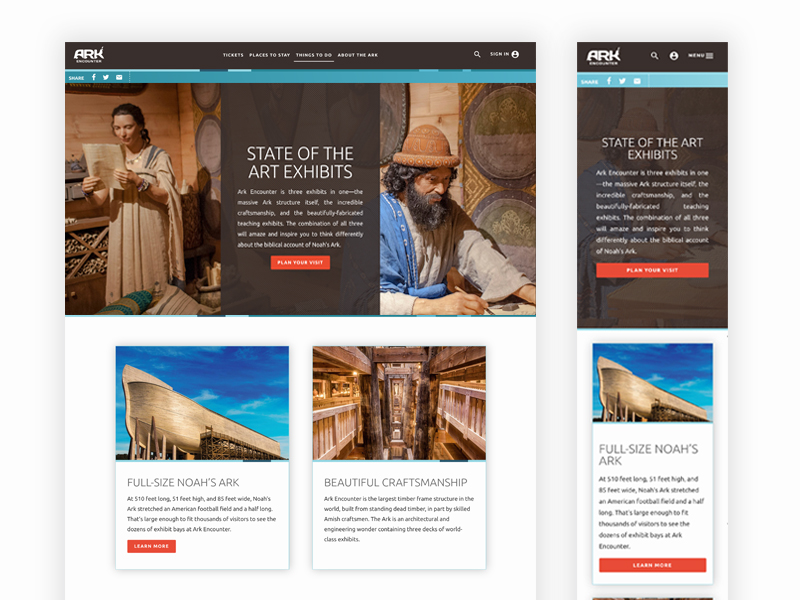 ARK
ENCOUNTER
TICKETS PLACES TO STAY THINGS TO DO ABOUT THE ARK
SIGN IN
SHARE
STATE OF THE
ART EXHIBITS
Ark Encounter is three exhibits in one—the
massive Ark structure itself, the incredible
craftsmanship, and the beautifully-fabricated
teaching exhibits. The combination of all three
will amaze and inspire you to think differently
about the biblical account of Noah's Ark.
PLAN YOUR VISIT
FULL-SIZE NOAH'S ARK
At 510 feet long, 51 feet high, and 85 feet wide, Noah's
Ark stretched an American football field and a half long.
That's large enough to fit thousands of visitors to see the
dozens of exhibit bays at Ark Encounter.
LEARN MORE
BEAUTIFUL CRAFTSMANSHIP
Ark Encounter is the largest timber frame structure in the
world, built from standing dead timber, in part by skilled
Amish craftsmen. The Ark is an architectural and
engineering wonder containing three decks of world-
class exhibits.
ARK
ENCOUNTER
MENU
SHARE
STATE OF THE ART
EXHIBITS
Ark Encounter is three exhibits in one
—the massive Ark structure itself, the
incredible craftsmanship, and the
beautifully-fabricated teaching
exhibits. The combination of all three
will amaze and inspire you to think
differently about the biblical account
of Noah's Ark.
PLAN YOUR VISIT
FULL-SIZE NOAH'S
ARK
At 510 feet long, 51 feet high, and
85 feet wide, Noah's Ark stretched
an American football field and a half
long. That's large enough to fit
thousands of visitors to see the
dozens of exhibit bays at Ark
Encounter.
LEARN MORE